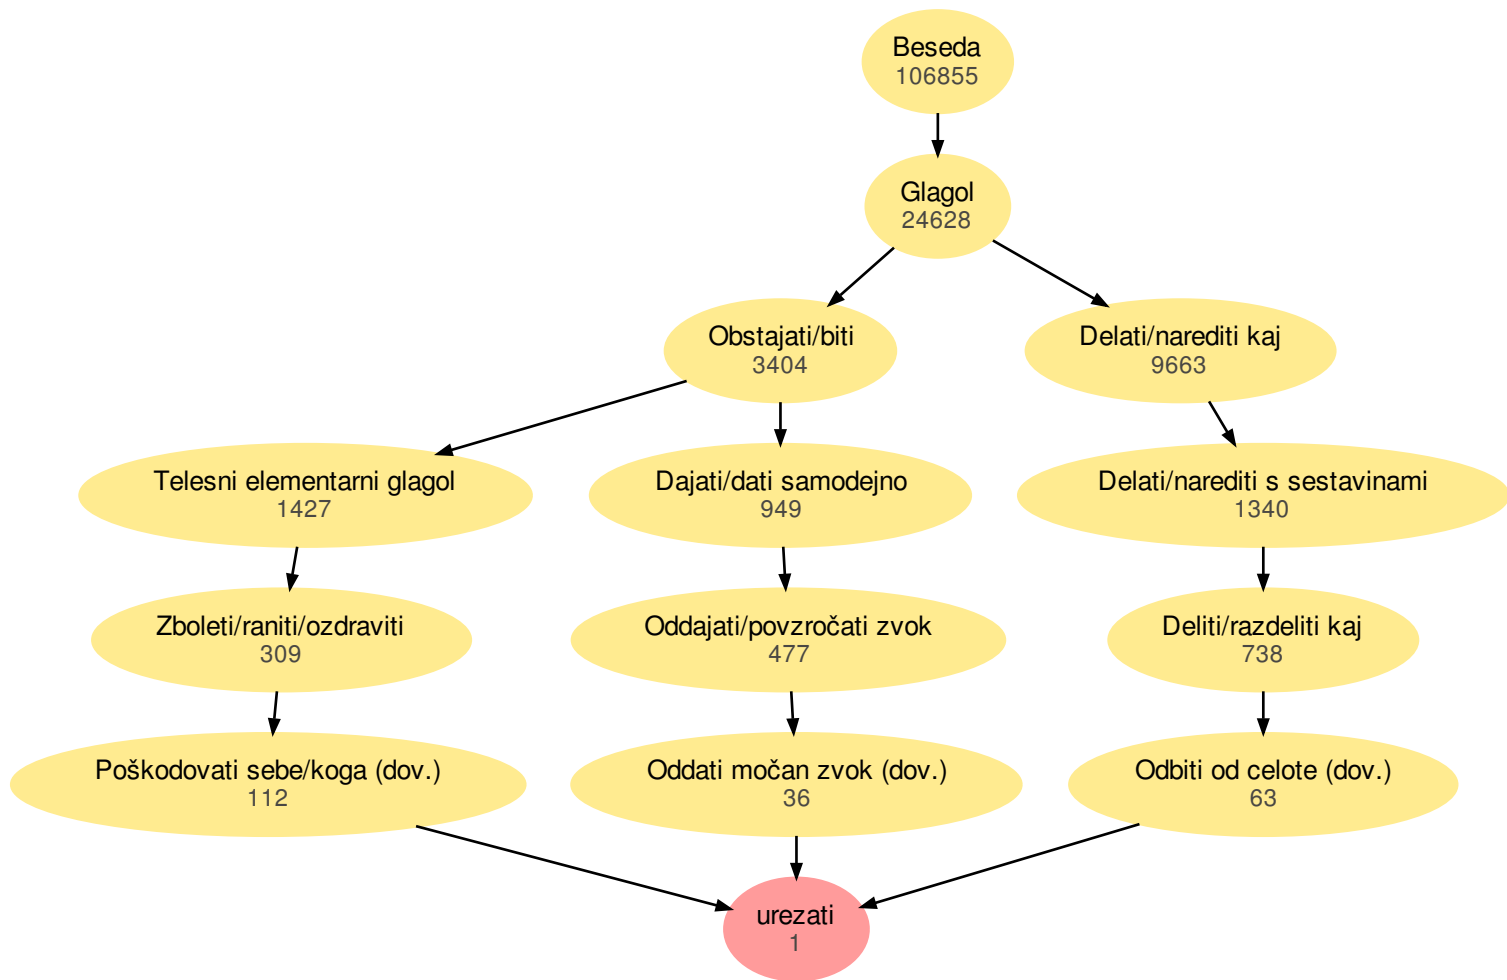 Beseda
106855
Glagol
24628
Obstajati/biti
3404
Delati/narediti kaj
9663
Telesni elementarni glagol
1427
Dajati/dati samodejno
949
Delati/narediti s sestavinami
1340
Zboleti/raniti/ozdraviti
309
Oddajati/povzročati zvok
477
Deliti/razdeliti kaj
738
Poškodovati sebe/koga (dov.)
112
Oddati močan zvok (dov.)
36
Odbiti od celote (dov.)
63
urezati
1